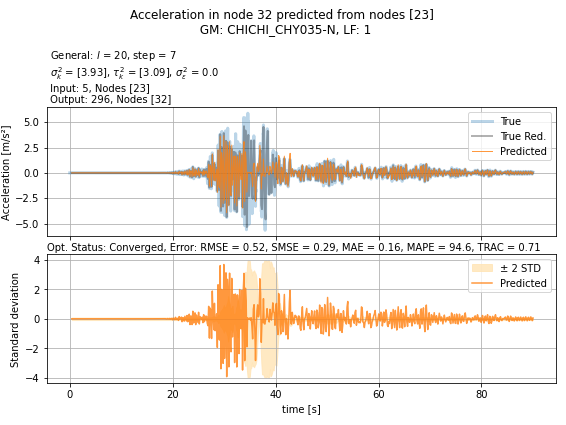 Acceleration in node 32 predicted from nodes [23]
GM: CHICHI_CHY035-N, LF: 1
General: l = 20, step = 7
σ²ₖ = [3.93], τ²ₖ = [3.09], σ²ε = 0.0
Input: 5, Nodes [23]
Output: 296, Nodes [32]
Acceleration [m/s²]
5.0
2.5
0.0
−2.5
−5.0
True
True Red.
Predicted
Opt. Status: Converged, Error: RMSE = 0.52, SMSE = 0.29, MAE = 0.16, MAPE = 94.6, TRAC = 0.71
Standard deviation
4
2
0
−2
−4
± 2 STD
Predicted
0 20 40 60 80
time [s]